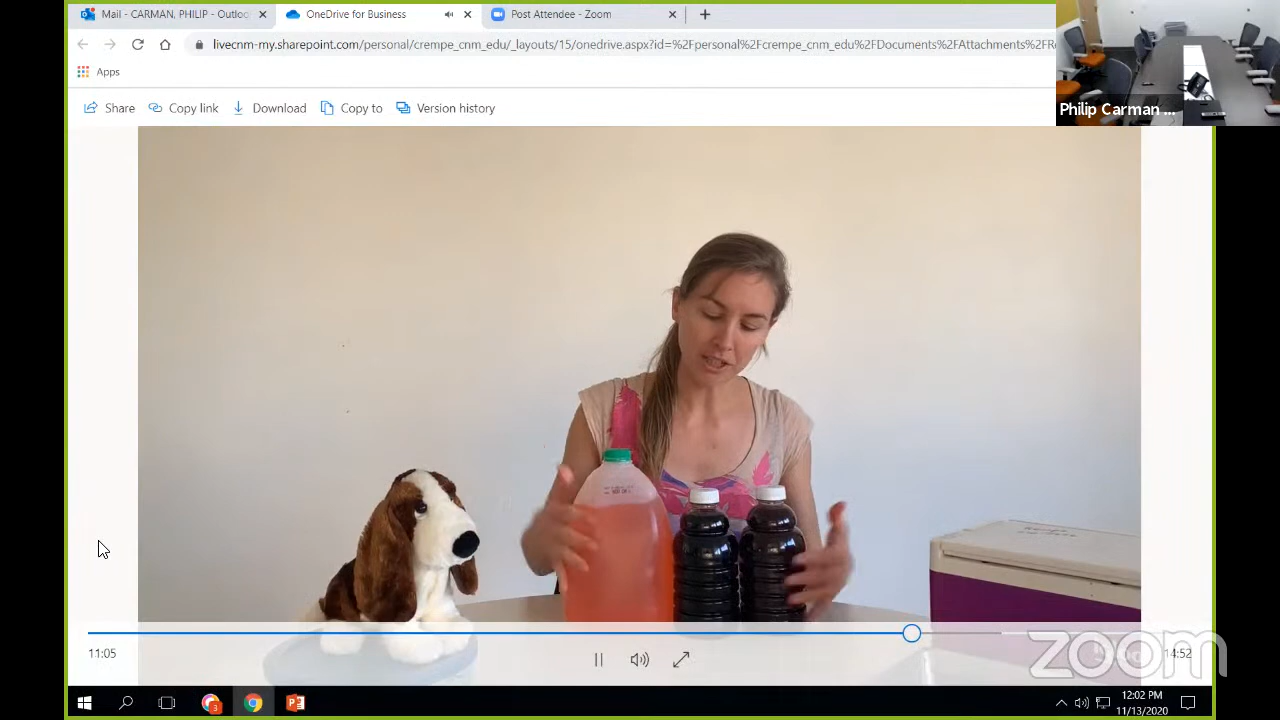 Mail - CARMAN, PHILIP - Outloo
OneDrive for Business
Post Attendee - Zoom
livecnm-my.sharepoint.com/personal/crempe_cnm_edu/_layouts/15/onedrive.aspx?id=%2Fpersonal%2Fcrempe_cnm_edu%2FDocuments%2FAttachments%2FR
Apps
Share
Copy link
Download
Copy to
Version history
Philip Carman ...
11:05
14:52
zoom
3
12:02 PM
11/13/2020